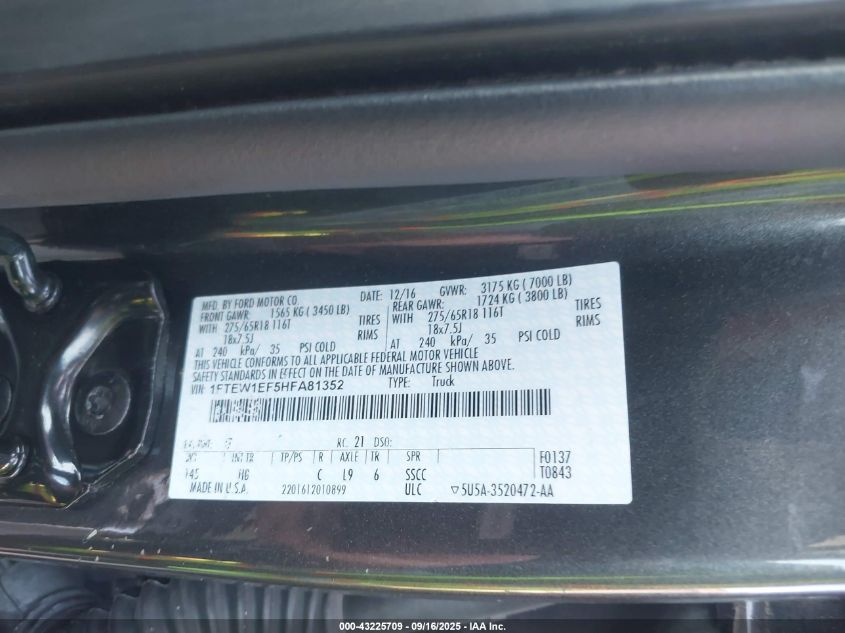 MFD. BY FORD MOTOR CO.
DATE: 12/16 GVWR: 3175 KG ( 7000 LB)
FRONT GAWR: 1565 KG ( 3450 LB) REAR GAWR: 1724 KG ( 3800 LB)
WITH 275/65R18 116T TIRES WITH 275/65R18 116T TIRES
18x7.5J RIMS 18x7.5J RIMS
AT 240 kPa/ 35 PSI COLD AT 240 kPa/ 35 PSI COLD
THIS VEHICLE CONFORMS TO ALL APPLICABLE FEDERAL MOTOR VEHICLE
SAFETY STANDARDS IN EFFECT ON THE DATE OF MANUFACTURE SHOWN ABOVE.
VIN: 1FTEW1EF5HFA81352 TYPE: Truck
RC: 21 DSO:
WB INT TR TP/PS R AXLE TR SPR F0137
145 HG C L9 6 SSCC T0843
MADE IN U.S.A. 2201612010899 ULC ▽5U5A-3520472-AA
000-43225709 - 09/16/2025 - IAA Inc.